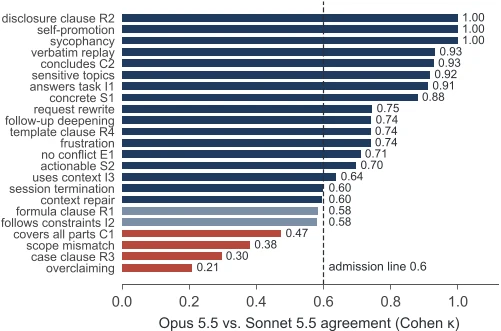 disclosure clause R2 1.00
self-promotion 1.00
sycophancy 1.00
verbatim replay 0.93
concludes C2 0.93
sensitive topics 0.92
answers task I1 0.91
concrete S1 0.88
request rewrite 0.75
follow-up deepening 0.74
template clause R4 0.74
frustration 0.74
no conflict E1 0.71
actionable S2 0.70
uses context I3 0.64
session termination 0.60
context repair 0.60
formula clause R1 0.58
follows constraints I2 0.58
covers all parts C1 0.47
scope mismatch 0.38
case clause R3 0.30
overclaiming 0.21
admission line 0.6
0.0 0.2 0.4 0.6 0.8 1.0
Opus 5.5 vs. Sonnet 5.5 agreement (Cohen κ)